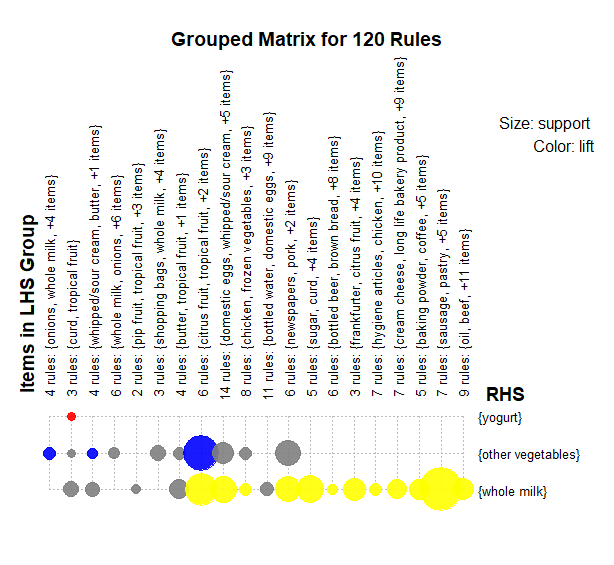 Grouped Matrix for 120 Rules
Size: support
Color: lift
Items in LHS Group
4 rules: {onions, whole milk, +4 items}
3 rules: {curd, tropical fruit}
4 rules: {whipped/sour cream, butter, +1 items}
6 rules: {whole milk, onions, +6 items}
2 rules: {pip fruit, tropical fruit, +3 items}
3 rules: {shopping bags, whole milk, +4 items}
4 rules: {butter, tropical fruit, +1 items}
6 rules: {citrus fruit, tropical fruit, +2 items}
14 rules: {domestic eggs, whipped/sour cream, +5 items}
8 rules: {chicken, frozen vegetables, +3 items}
11 rules: {bottled water, domestic eggs, +9 items}
6 rules: {newspapers, pork, +2 items}
5 rules: {sugar, curd, +4 items}
6 rules: {bottled beer, brown bread, +8 items}
3 rules: {frankfurter, citrus fruit, +4 items}
7 rules: {hygiene articles, chicken, +10 items}
7 rules: {cream cheese, long life bakery product, +9 items}
5 rules: {baking powder, coffee, +5 items}
7 rules: {sausage, pastry, +5 items}
9 rules: {oil, beef, +11 items}
RHS
{yogurt}
{other vegetables}
{whole milk}